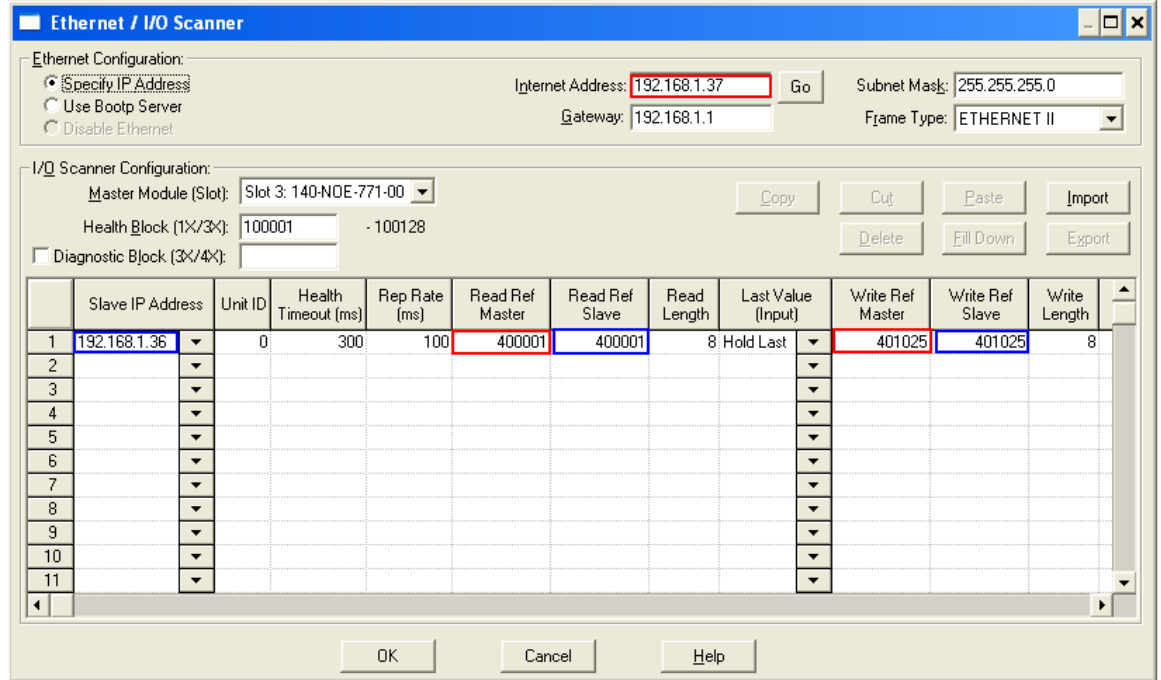 Ethernet / I/O Scanner
Ethernet Configuration:
Specify IP Address
Use Bootp Server
Disable Ethernet
Internet Address: 192.168.1.37 Go
Gateway: 192.168.1.1
Subnet Mask: 255.255.255.0
Frame Type: ETHERNET II
I/O Scanner Configuration:
Master Module (Slot): Slot 3: 140-NOE-771-00
Health Block (1X/3X): 100001 - 100128
Diagnostic Block (3X/4X):
Copy Cut Paste Import
Delete Fill Down Export
Slave IP Address Unit ID Health Timeout (ms) Rep Rate (ms) Read Ref Master Read Ref Slave Read Length Last Value (Input) Write Ref Master Write Ref Slave Write Length
1 192.168.1.36 0 300 100 400001 400001 8 Hold Last 401025 401025 8
2
3
4
5
6
7
8
9
10
11
OK Cancel Help